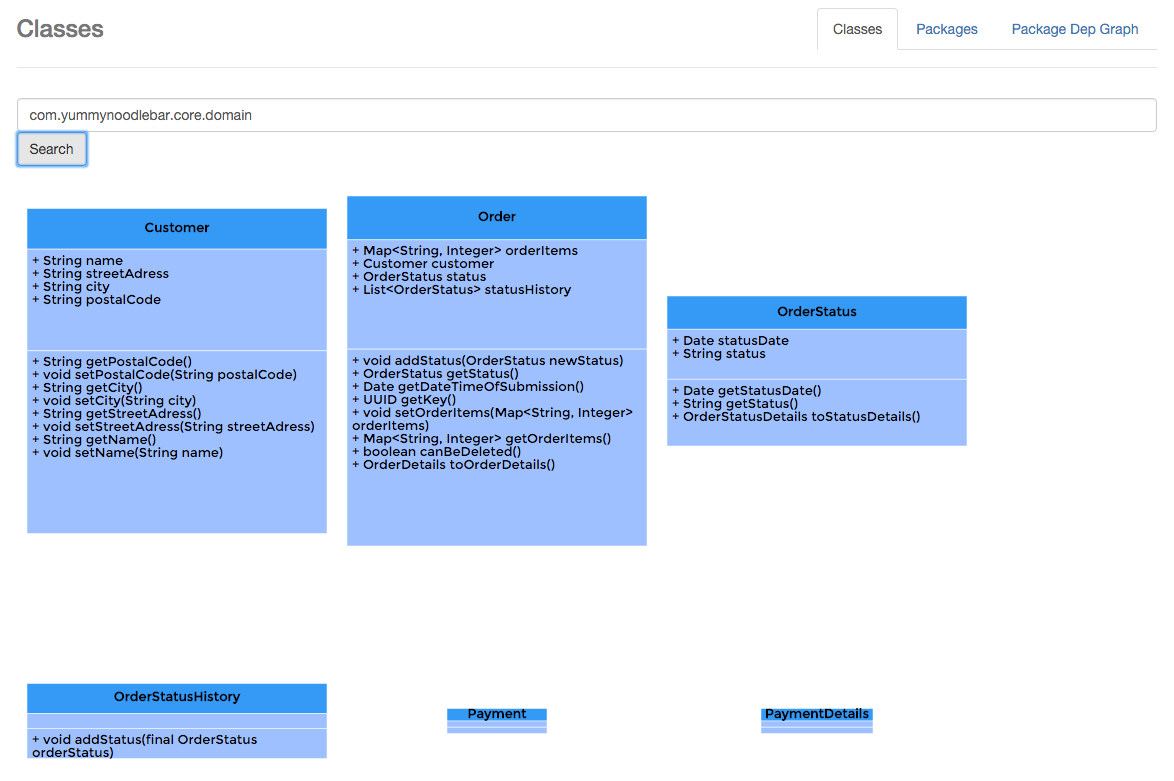 Classes
Classes
Packages
Package Dep Graph
com.yummynoodlebar.core.domain
Search
Customer
+ String name
+ String streetAdress
+ String city
+ String postalCode
+ String getPostalCode()
+ void setPostalCode(String postalCode)
+ String getCity()
+ void setCity(String city)
+ String getStreetAdress()
+ void setStreetAdress(String streetAdress)
+ String getName()
+ void setName(String name)
Order
+ Map<String, Integer> orderItems
+ Customer customer
+ OrderStatus status
+ List<OrderStatus> statusHistory
+ void addStatus(OrderStatus newStatus)
+ OrderStatus getStatus()
+ Date getDateTimeOfSubmission()
+ UUID getKey()
+ void setOrderItems(Map<String, Integer>
orderItems)
+ Map<String, Integer> getOrderItems()
+ boolean canBeDeleted()
+ OrderDetails toOrderDetails()
OrderStatus
+ Date statusDate
+ String status
+ Date getStatusDate()
+ String getStatus()
+ OrderStatusDetails toStatusDetails()
OrderStatusHistory
+ void addStatus(final OrderStatus
orderStatus)
Payment
PaymentDetails